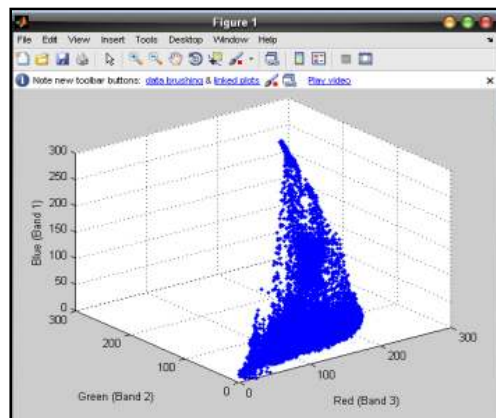 Figure 1
File Edit View Insert Tools Desktop Window Help
Note new toolbar buttons: data brushing & linked plots Play video
300
250
200
150
100
50
0
300
200
100
0
0
100
200
300
Blue (Band 1)
Green (Band 2)
Red (Band 3)